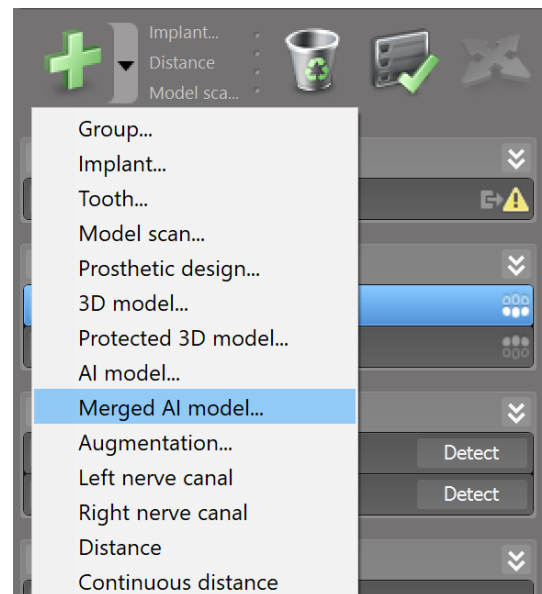 Implant...
Distance
Model sca...
Group...
Implant...
Tooth...
Model scan...
Prosthetic design...
3D model...
Protected 3D model...
AI model...
Merged AI model...
Augmentation...
Detect
Left nerve canal
Detect
Right nerve canal
Distance
Continuous distance